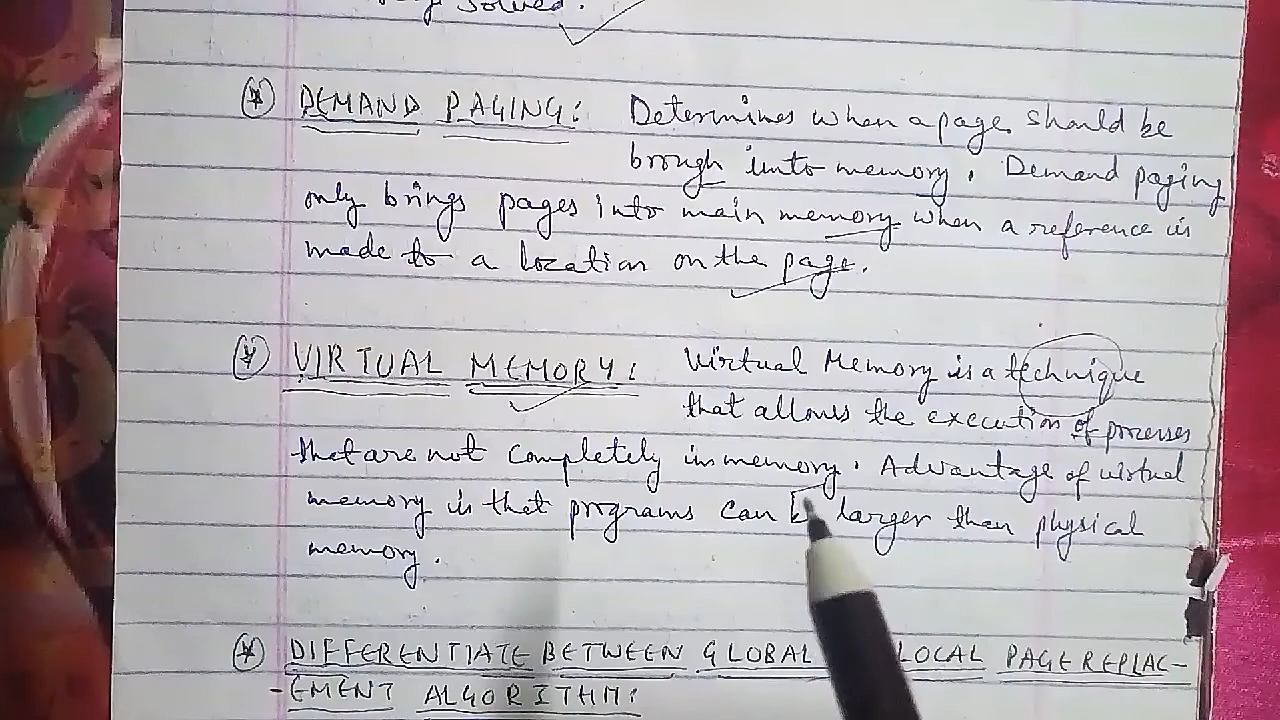 solved.
* DEMAND PAGING: Determines when a page should be
brough into memory. Demand paging
only brings pages into main memory when a reference is
made to a location on the page.
* VIRTUAL MEMORY: Virtual Memory is a technique
that allows the execution of processes
that are not completely in memory. Advantage of virtual
memory is that programs can larger than physical
memory.
* DIFFERENTIATE BETWEEN GLOBAL LOCAL PAGE REPLAC-
-EMENT ALGORITHM: